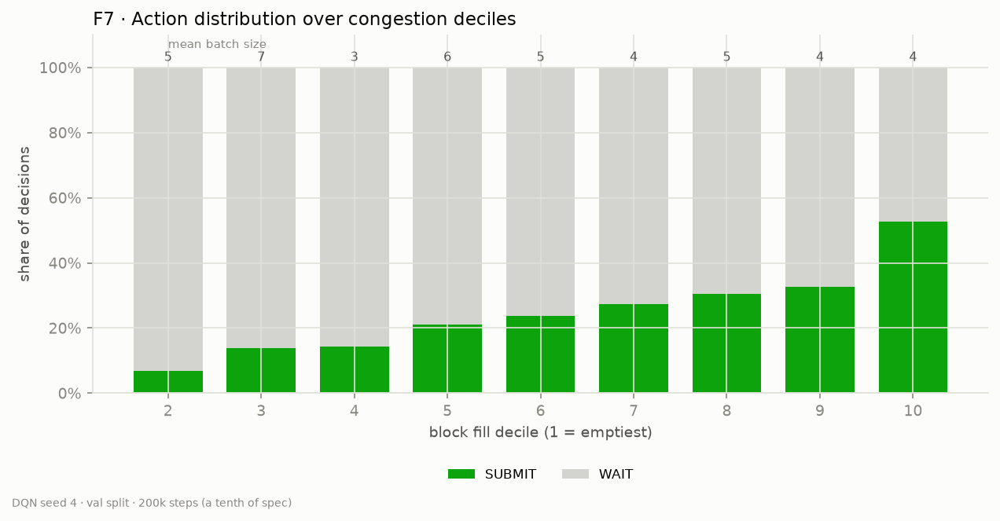 F7 · Action distribution over congestion deciles
mean batch size
5 7 3 6 5 4 5 4 4
100%
80%
60%
40%
20%
0%
share of decisions
2 3 4 5 6 7 8 9 10
block fill decile (1 = emptiest)
SUBMIT WAIT
DQN seed 4 · val split · 200k steps (a tenth of spec)